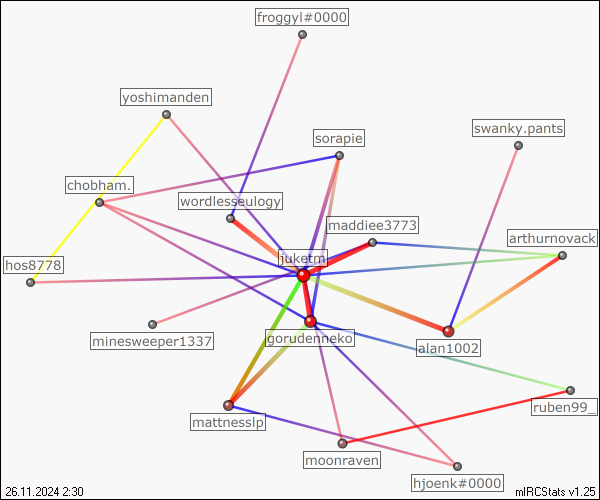 froggyl#0000
yoshimanden
swanky.pants
sorapie
chobham.
wordlesseulogy
maddiee3773
arthurnovack
juketm
hos8778
minesweeper1337
gorudenneko
alan1002
ruben99_
mattnesslp
moonraven
hjoenk#0000
26.11.2024 2:30
mIRCStats v1.25